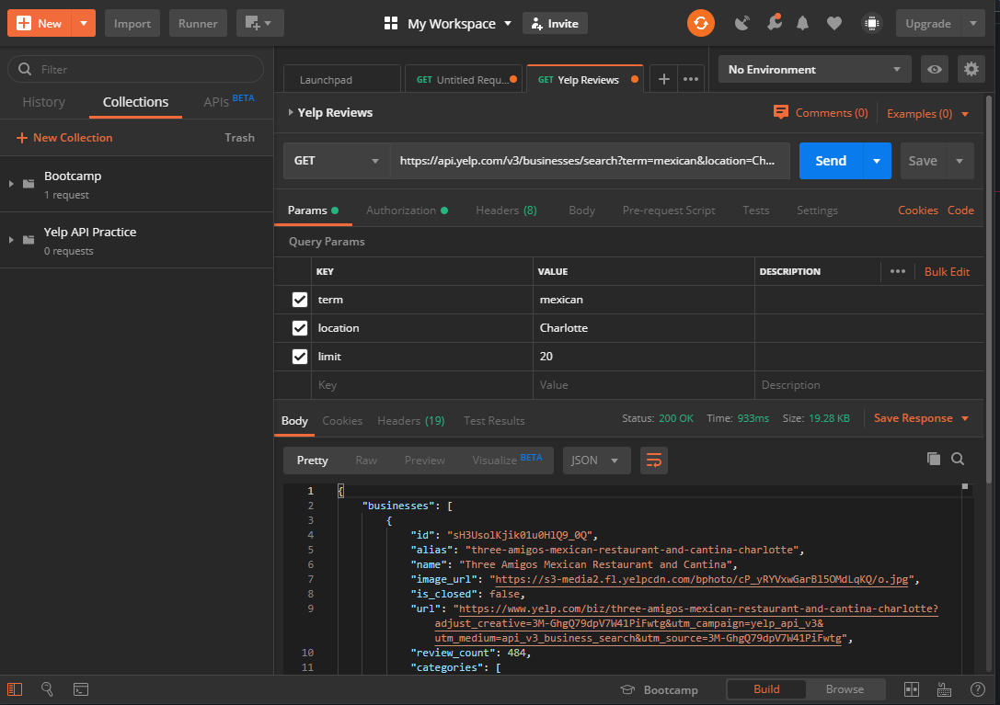 New
Import
Runner
My Workspace
Invite
Upgrade
Filter
History
Collections
APIs BETA
New Collection
Trash
Bootcamp
1 request
Yelp API Practice
0 requests
Launchpad
GET Untitled Requ...
GET Yelp Reviews
No Environment
Yelp Reviews
Comments (0)
Examples (0)
GET
https://api.yelp.com/v3/businesses/search?term=mexican&location=Ch...
Send
Save
Params
Authorization
Headers (8)
Body
Pre-request Script
Tests
Settings
Cookies
Code
Query Params
KEY VALUE DESCRIPTION
Bulk Edit
term mexican
location Charlotte
limit 20
Key Value Description
Body
Cookies
Headers (19)
Test Results
Status: 200 OK
Time: 933ms
Size: 19.28 KB
Save Response
Pretty
Raw
Preview
Visualize BETA
JSON
1 {
2 "businesses": [
3 {
4 "id": "sH3UsolKjik01u0HlQ9_0Q",
5 "alias": "three-amigos-mexican-restaurant-and-cantina-charlotte",
6 "name": "Three Amigos Mexican Restaurant and Cantina",
7 "image_url": "https://s3-media2.fl.yelpcdn.com/bphoto/cP_yRYVxwGarBl5OMdLqKQ/o.jpg",
8 "is_closed": false,
9 "url": "https://www.yelp.com/biz/three-amigos-mexican-restaurant-and-cantina-charlotte?
adjust_creative=3M-GhgQ79dpV7W41PiFwtg&utm_campaign=yelp_api_v3&
utm_medium=api_v3_business_search&utm_source=3M-GhgQ79dpV7W41PiFwtg",
10 "review_count": 484,
11 "categories": [
Bootcamp
Build
Browse